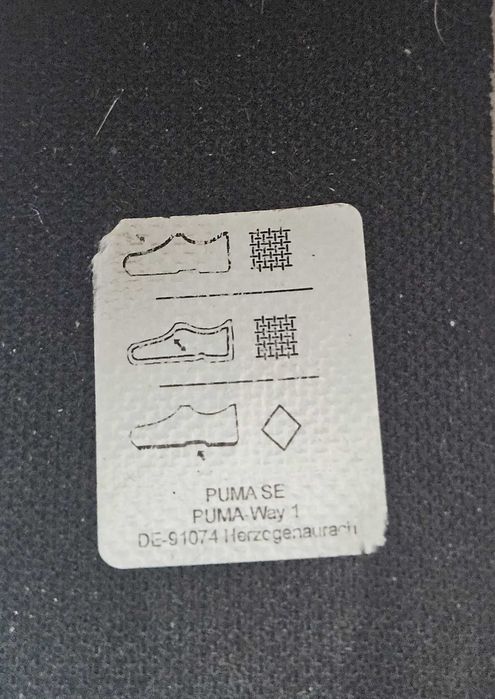 PUMA SE
PUMA-Way 1
DE-91074 Herzogenaurach